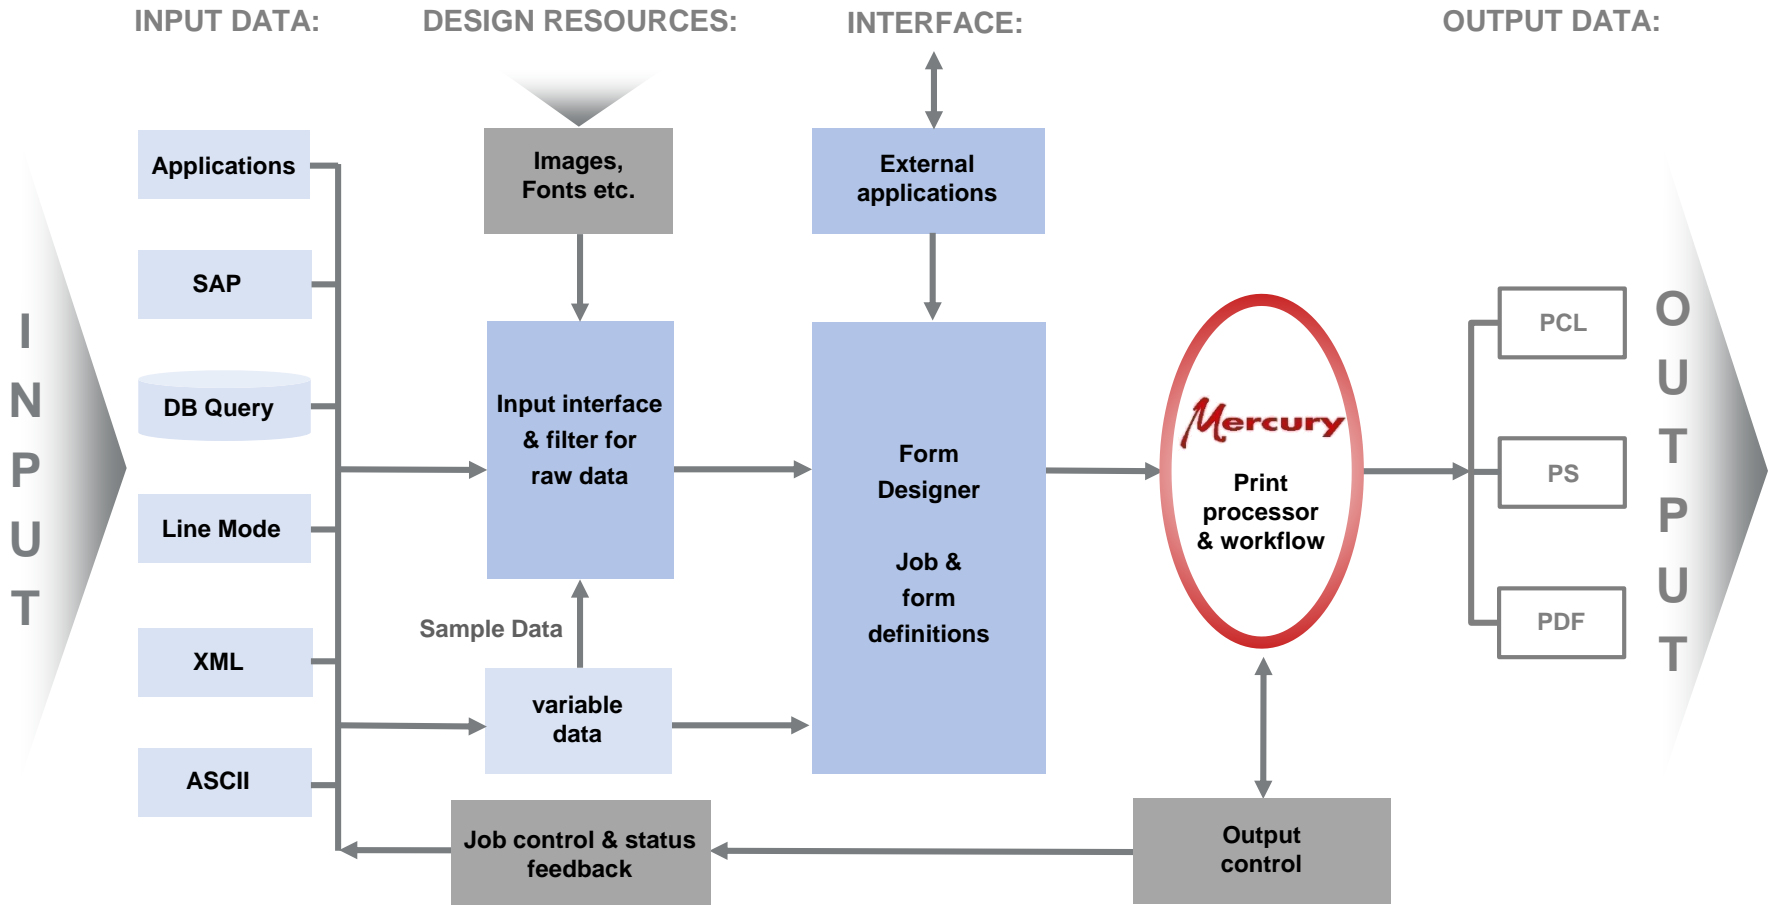 INPUT DATA:
DESIGN RESOURCES:
INTERFACE:
OUTPUT DATA:
INPUT
Applications
SAP
DB Query
Line Mode
XML
ASCII
Images,
Fonts etc.
Input interface
& filter for
raw data
Sample Data
variable
data
Job control & status
feedback
External
applications
Form
Designer
Job &
form
definitions
Mercury
Print
processor
& workflow
Output
control
PCL
PS
PDF
OUTPUT